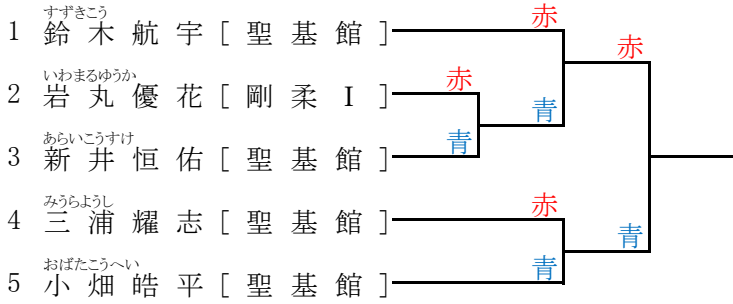 すずきこう
1 鈴木航宇[聖基館]
いわまるゆうか
2 岩丸優花[剛柔I]
あらいこうすけ
3 新井恒佑[聖基館]
みうらようし
4 三浦耀志[聖基館]
おばたこうへい
5 小畑皓平[聖基館]
赤
赤
青
青
赤
青
赤
青